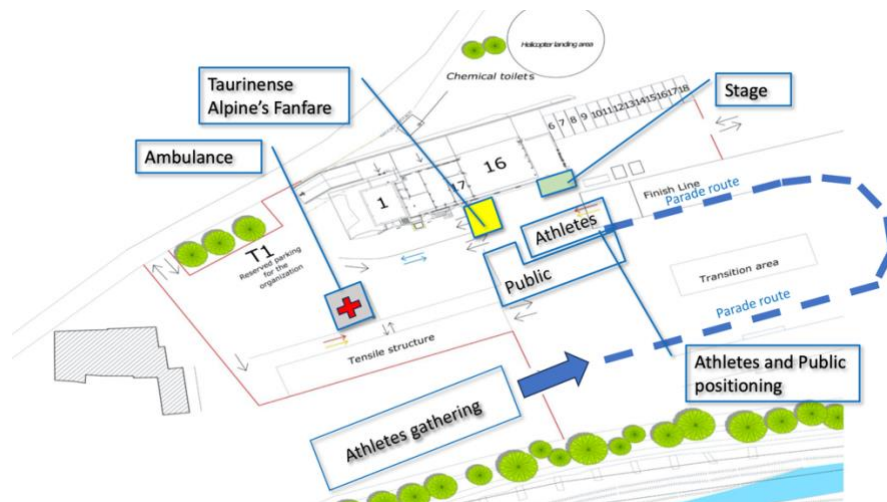 Helicopter landing area
Chemical toilets
Taurinense
Alpine's Fanfare
Stage
Ambulance
6 7 8 9 10 11 12 13 14 15 16 17 18
16
17
1
Finish Line
Parade route
Athletes
T1
Reserved parking
for the
organization
Public
Transition area
Parade route
Tensile structure
Athletes and Public
positioning
Athletes gathering